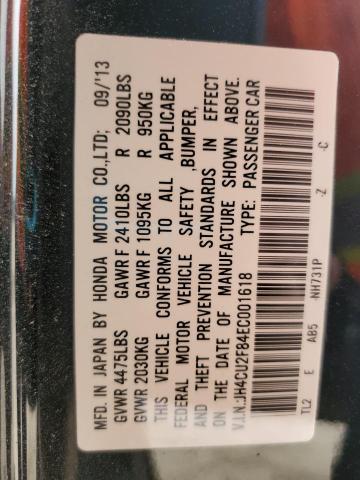 MFD. IN JAPAN BY HONDA MOTOR CO.,LTD; 09/'13
GVWR 4475LBS GAWR F 2410LBS R 2090LBS
GVWR 2030KG GAWR F 1095KG R 950KG
THIS VEHICLE CONFORMS TO ALL APPLICABLE
FEDERAL MOTOR VEHICLE SAFETY ,BUMPER,
AND THEFT PREVENTION STANDARDS IN EFFECT
ON THE DATE OF MANUFACTURE SHOWN ABOVE.
V.I.N.:JH4CU2F84EC001618 TYPE: PASSENGER CAR
TL2 E AB5 -NH731P -Z -C